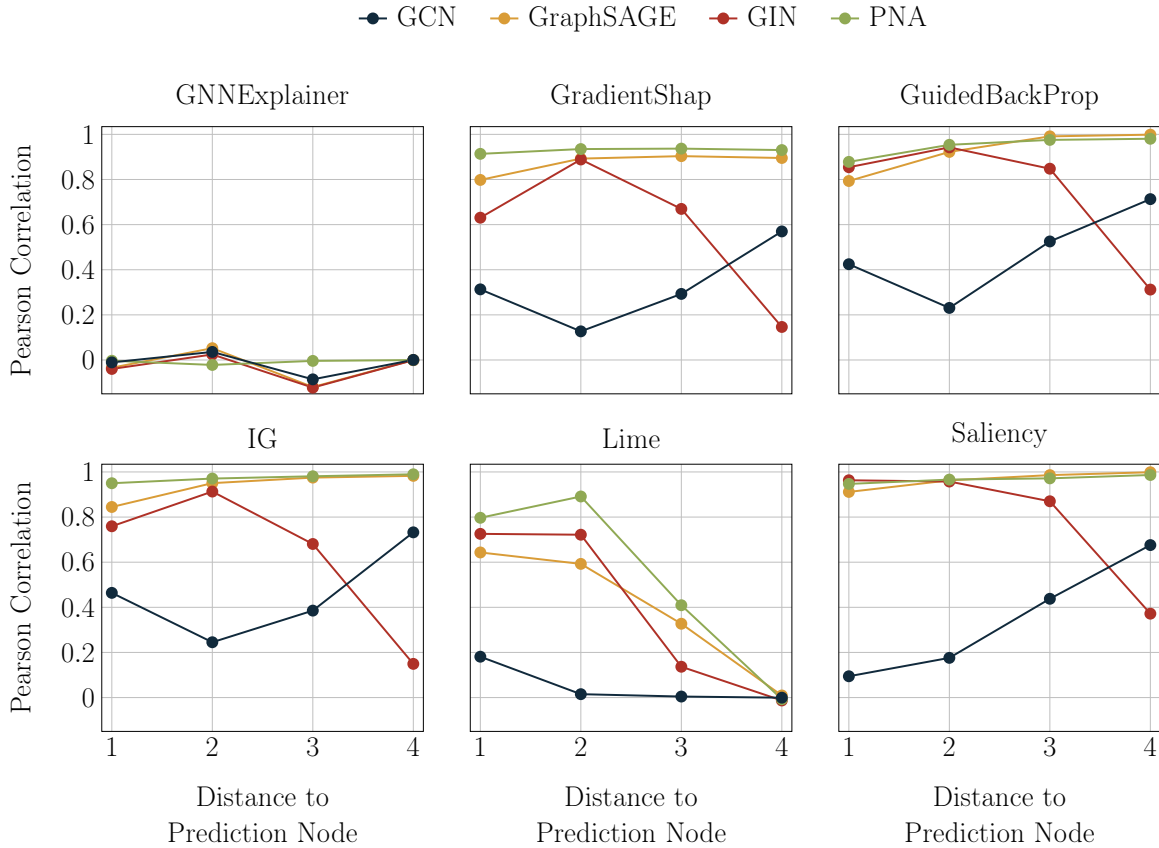 GCN GraphSAGE GIN PNA
GNNExplainer GradientShap GuidedBackProp
Pearson Correlation
1
0.8
0.6
0.4
0.2
0
IG Lime Saliency
Pearson Correlation
1
0.8
0.6
0.4
0.2
0
1 2 3 4 1 2 3 4 1 2 3 4
Distance to Distance to Distance to
Prediction Node Prediction Node Prediction Node